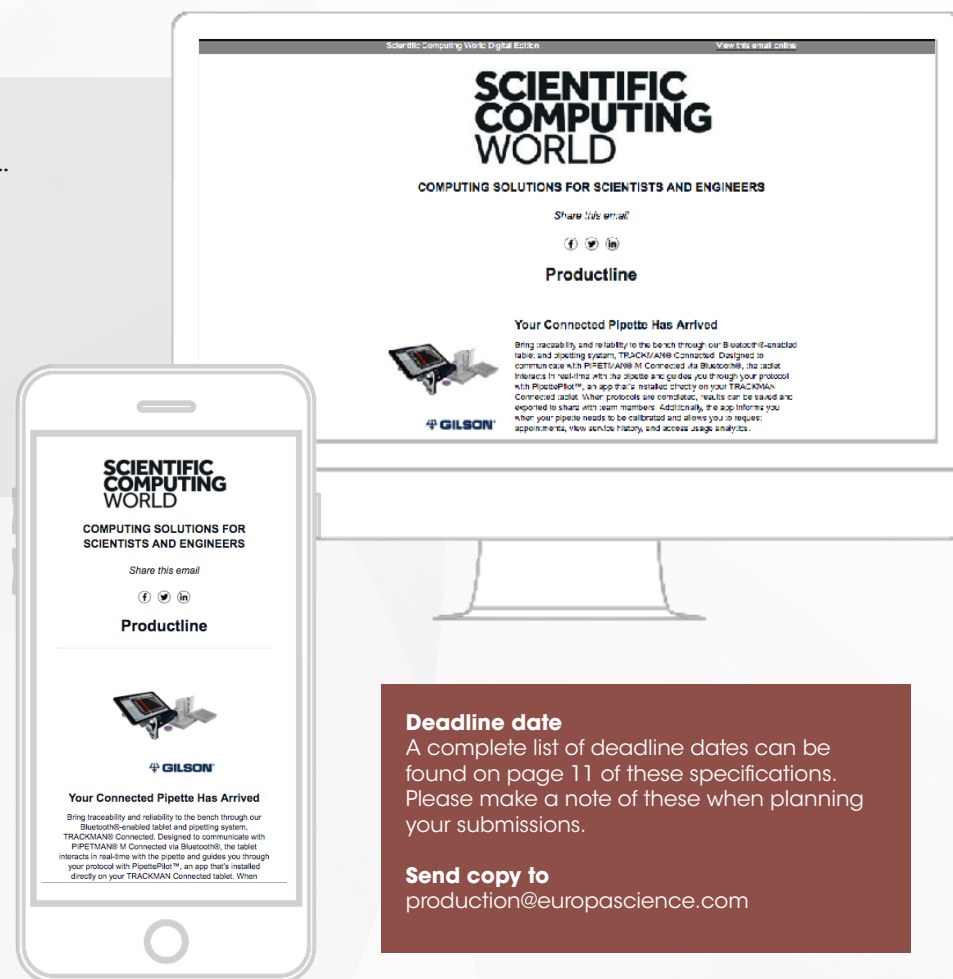 ..
Scientific Computing World Digital Edition
View this email online
SCIENTIFIC
COMPUTING
WORLD
COMPUTING SOLUTIONS FOR SCIENTISTS AND ENGINEERS
Share this email
Productline
Your Connected Pipette Has Arrived
Bring traceability and reliability to the bench through our Bluetooth®-enabled
tablet and pipetting system, TRACKMAN® Connected. Designed to
communicate with PIPETMAN® M Connected via Bluetooth®, the tablet
interacts in real-time with the pipette and guides you through your protocol
with PipettePilot™, an app that's installed directly on your TRACKMAN
Connected tablet. When protocols are completed, results can be saved and
exported to share with team members. Additionally, the app informs you
when your pipette needs to be calibrated and allows you to request
appointments, view service history, and access usage analytics.
GILSON®
SCIENTIFIC
COMPUTING
WORLD
COMPUTING SOLUTIONS FOR
SCIENTISTS AND ENGINEERS
Share this email
Productline
GILSON®
Your Connected Pipette Has Arrived
Bring traceability and reliability to the bench through our
Bluetooth®-enabled tablet and pipetting system,
TRACKMAN® Connected. Designed to communicate with
PIPETMAN® M Connected via Bluetooth®, the tablet
interacts in real-time with the pipette and guides you through
your protocol with PipettePilot™, an app that's installed
directly on your TRACKMAN Connected tablet. When
Deadline date
A complete list of deadline dates can be
found on page 11 of these specifications.
Please make a note of these when planning
your submissions.
Send copy to
production@europascience.com